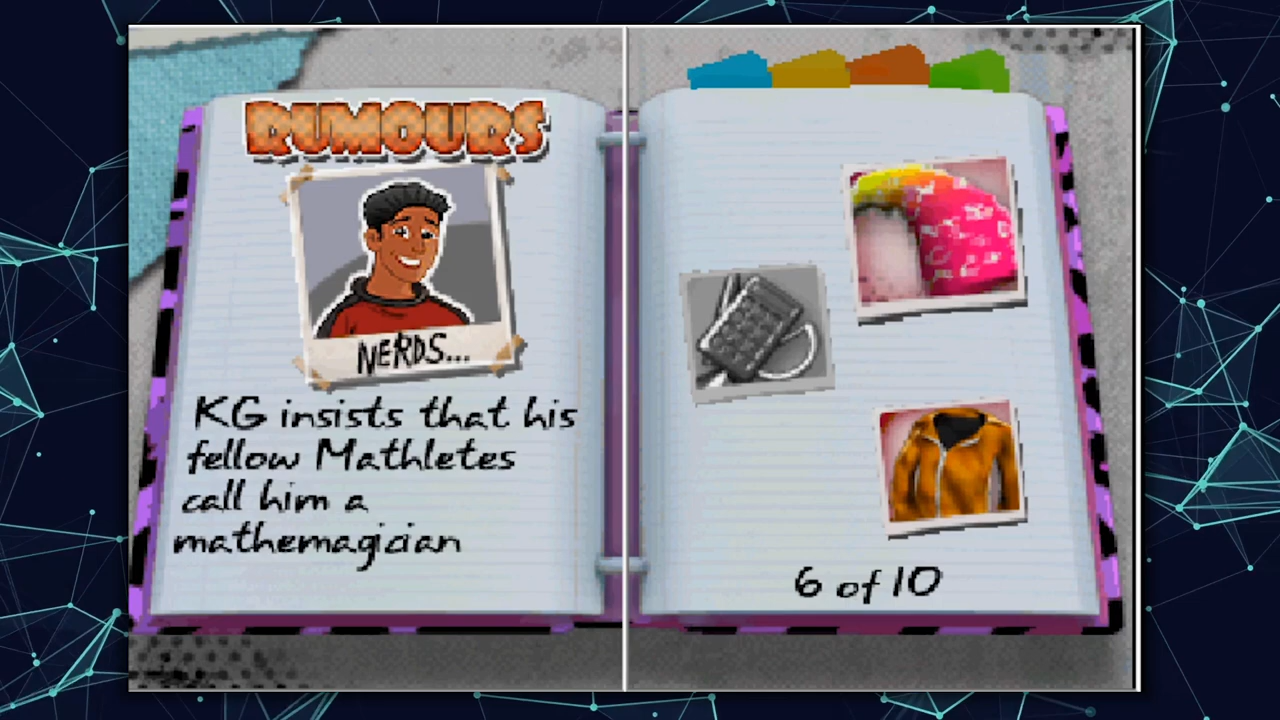 RUMOURS
NERDS...
KG insists that his
fellow Mathletes
call him a
mathemagician
6 of 10